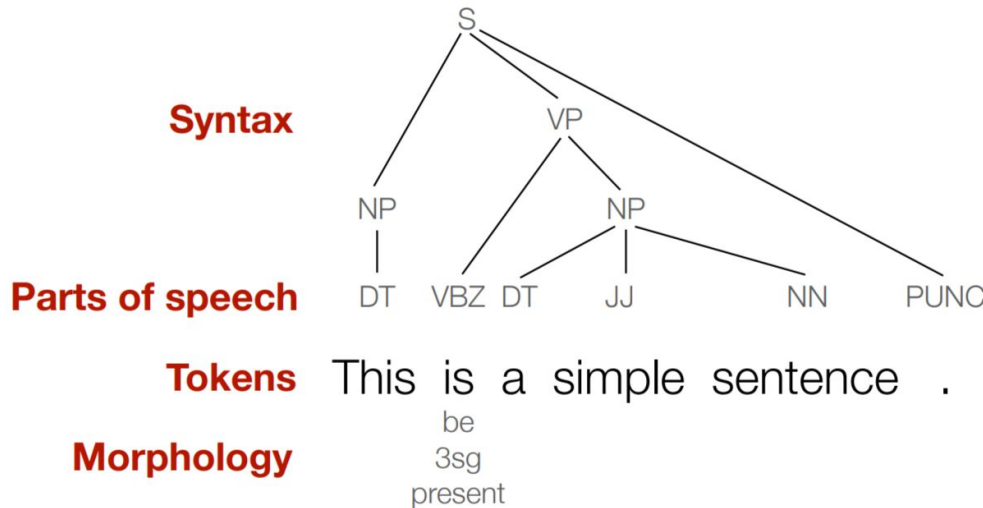 S
Syntax
VP
NP NP
Parts of speech DT VBZ DT JJ NN PUNC
Tokens This is a simple sentence .
be
Morphology 3sg
present